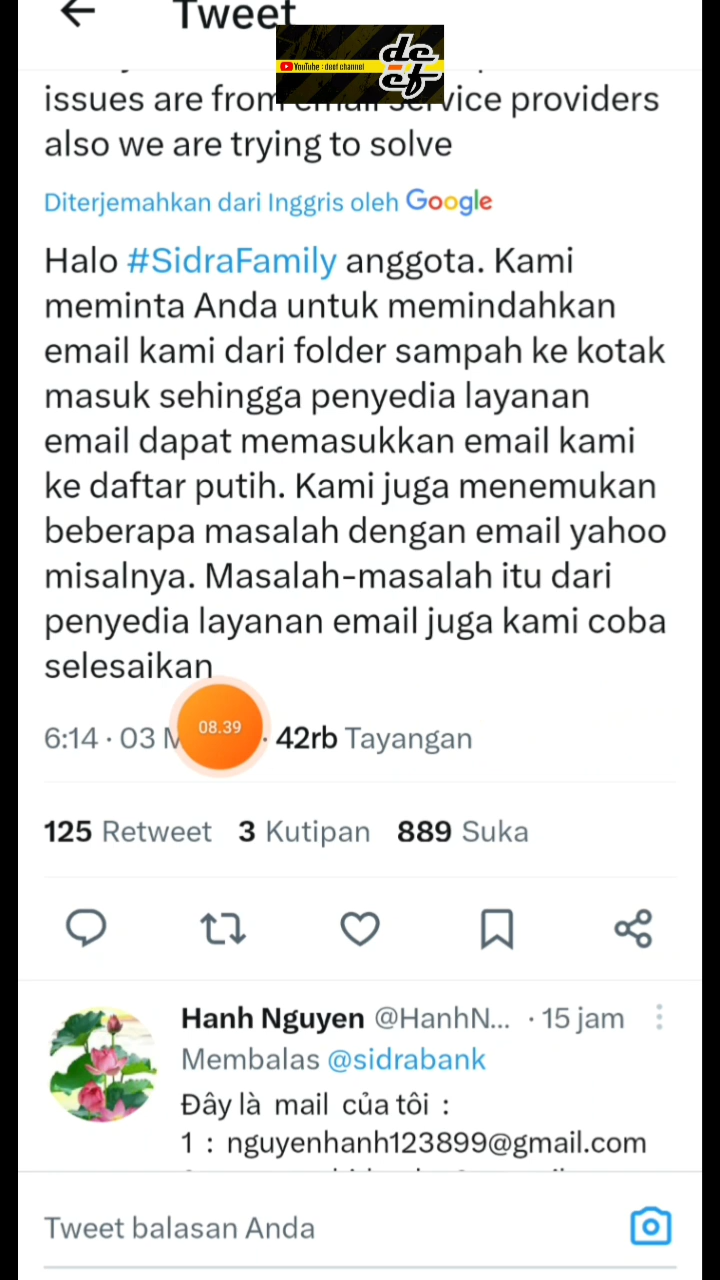 Tweet
YouTube : deef channel
de
ef
issues are from email service providers
also we are trying to solve
Diterjemahkan dari Inggris oleh Google
Halo #SidraFamily anggota. Kami
meminta Anda untuk memindahkan
email kami dari folder sampah ke kotak
masuk sehingga penyedia layanan
email dapat memasukkan email kami
ke daftar putih. Kami juga menemukan
beberapa masalah dengan email yahoo
misalnya. Masalah-masalah itu dari
penyedia layanan email juga kami coba
selesaikan
6:14 · 03 M
08.39
· 42rb Tayangan
125 Retweet 3 Kutipan 889 Suka
Hanh Nguyen @HanhN... · 15 jam
Membalas @sidrabank
Đây là mail của tôi :
1 : nguyenhanh123899@gmail.com
Tweet balasan Anda